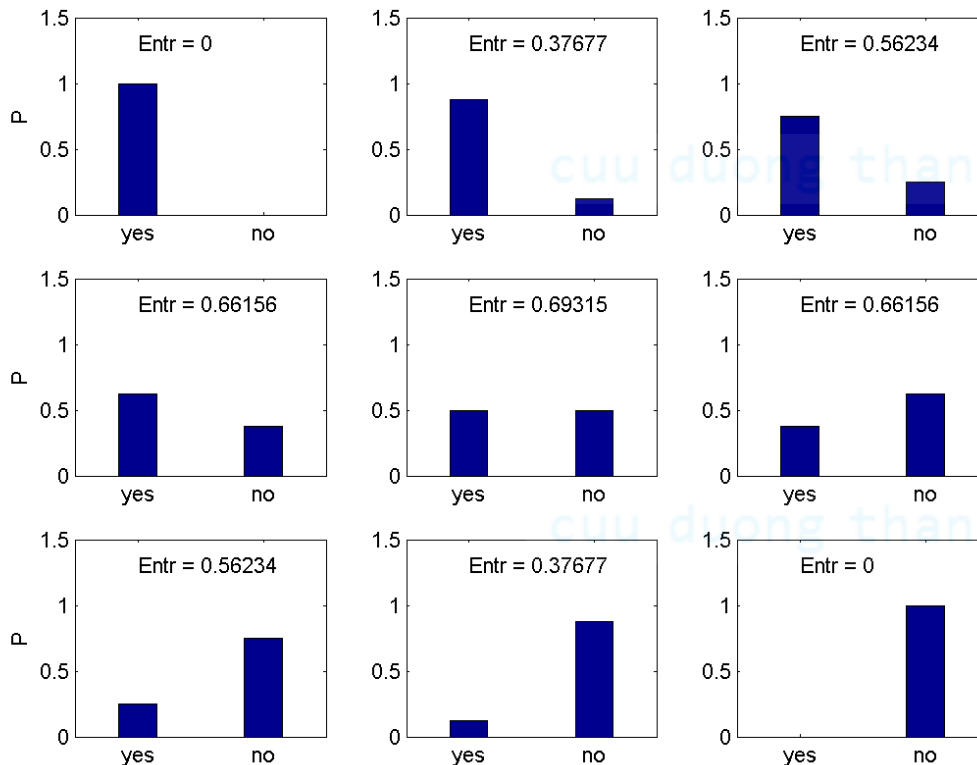 1.5
Entr = 0
1
P
0.5
0
yes no
1.5
Entr = 0.37677
1
0.5
0
yes no
1.5
Entr = 0.56234
1
0.5
0
yes no
cuu duong than
1.5
Entr = 0.66156
1
P
0.5
0
yes no
1.5
Entr = 0.69315
1
0.5
0
yes no
1.5
Entr = 0.66156
1
0.5
0
yes no
cuu duong than
1.5
Entr = 0.56234
1
P
0.5
0
yes no
1.5
Entr = 0.37677
1
0.5
0
yes no
1.5
Entr = 0
1
0.5
0
yes no